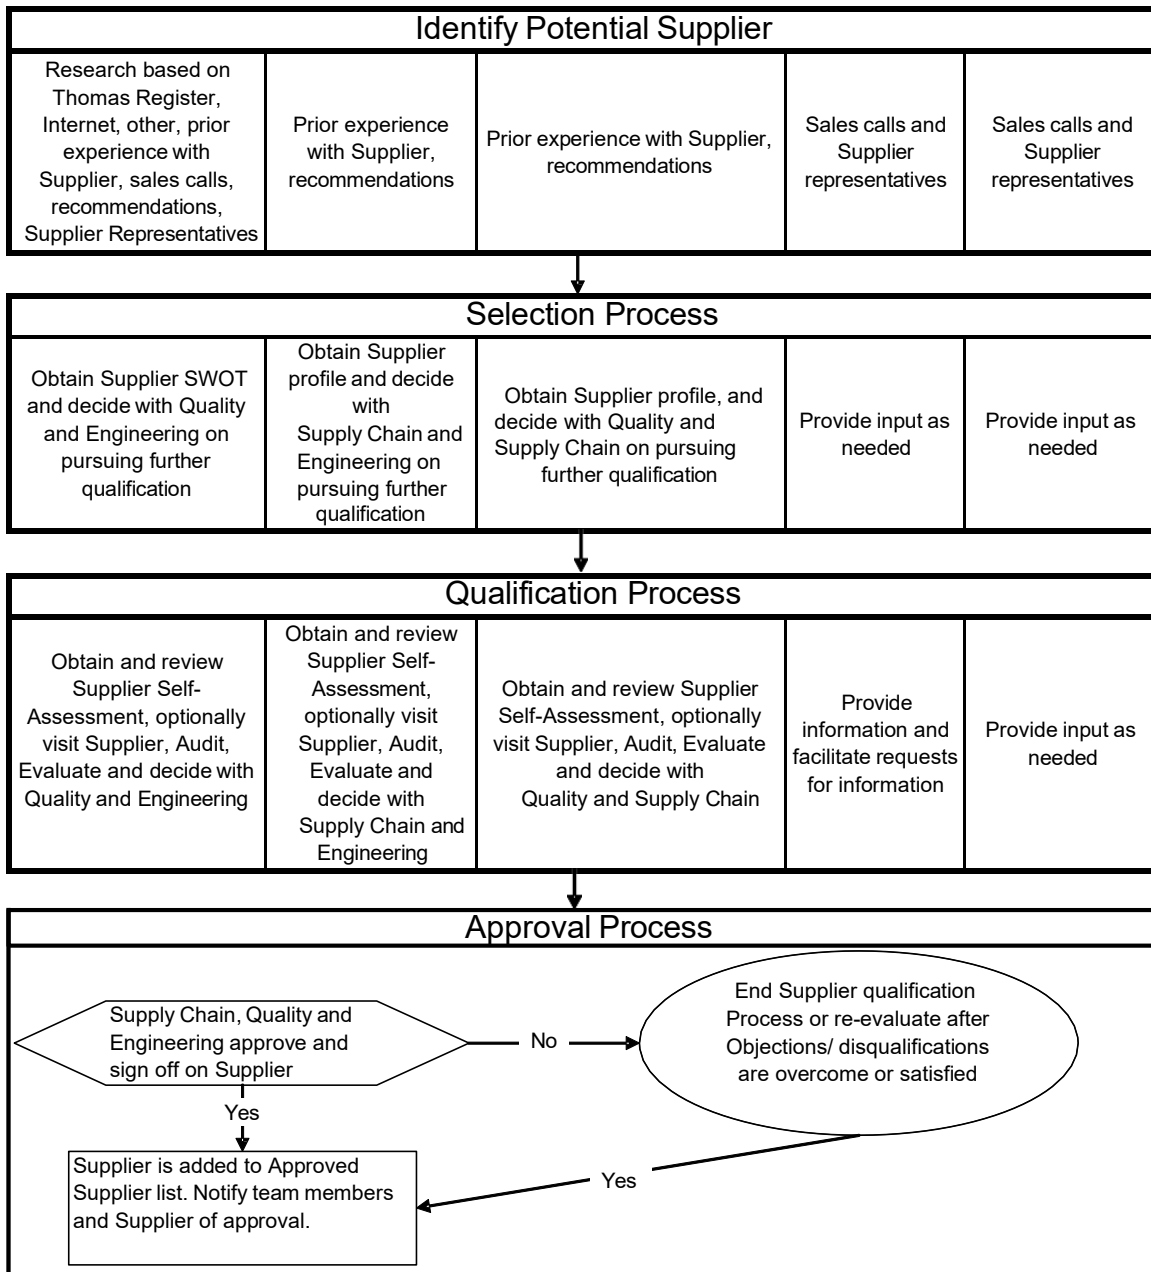 Identify Potential Supplier
Research based on
Thomas Register,
Internet, other, prior
experience with
Supplier, sales calls,
recommendations,
Supplier Representatives
Prior experience
with Supplier,
recommendations
Prior experience with Supplier,
recommendations
Sales calls and
Supplier
representatives
Sales calls and
Supplier
representatives
Selection Process
Obtain Supplier SWOT
and decide with Quality
and Engineering on
pursuing further
qualification
Obtain Supplier
profile and decide
with
Supply Chain and
Engineering on
pursuing further
qualification
Obtain Supplier profile, and
decide with Quality and
Supply Chain on pursuing
further qualification
Provide input as
needed
Provide input as
needed
Qualification Process
Obtain and review
Supplier Self-
Assessment, optionally
visit Supplier, Audit,
Evaluate and decide with
Quality and Engineering
Obtain and review
Supplier Self-
Assessment,
optionally visit
Supplier, Audit,
Evaluate and
decide with
Supply Chain and
Engineering
Obtain and review Supplier
Self-Assessment, optionally
visit Supplier, Audit, Evaluate
and decide with
Quality and Supply Chain
Provide
information and
facilitate requests
for information
Provide input as
needed
Approval Process
Supply Chain, Quality and
Engineering approve and
sign off on Supplier
No
End Supplier qualification
Process or re-evaluate after
Objections/ disqualifications
are overcome or satisfied
Yes
Supplier is added to Approved
Supplier list. Notify team members
and Supplier of approval.
Yes